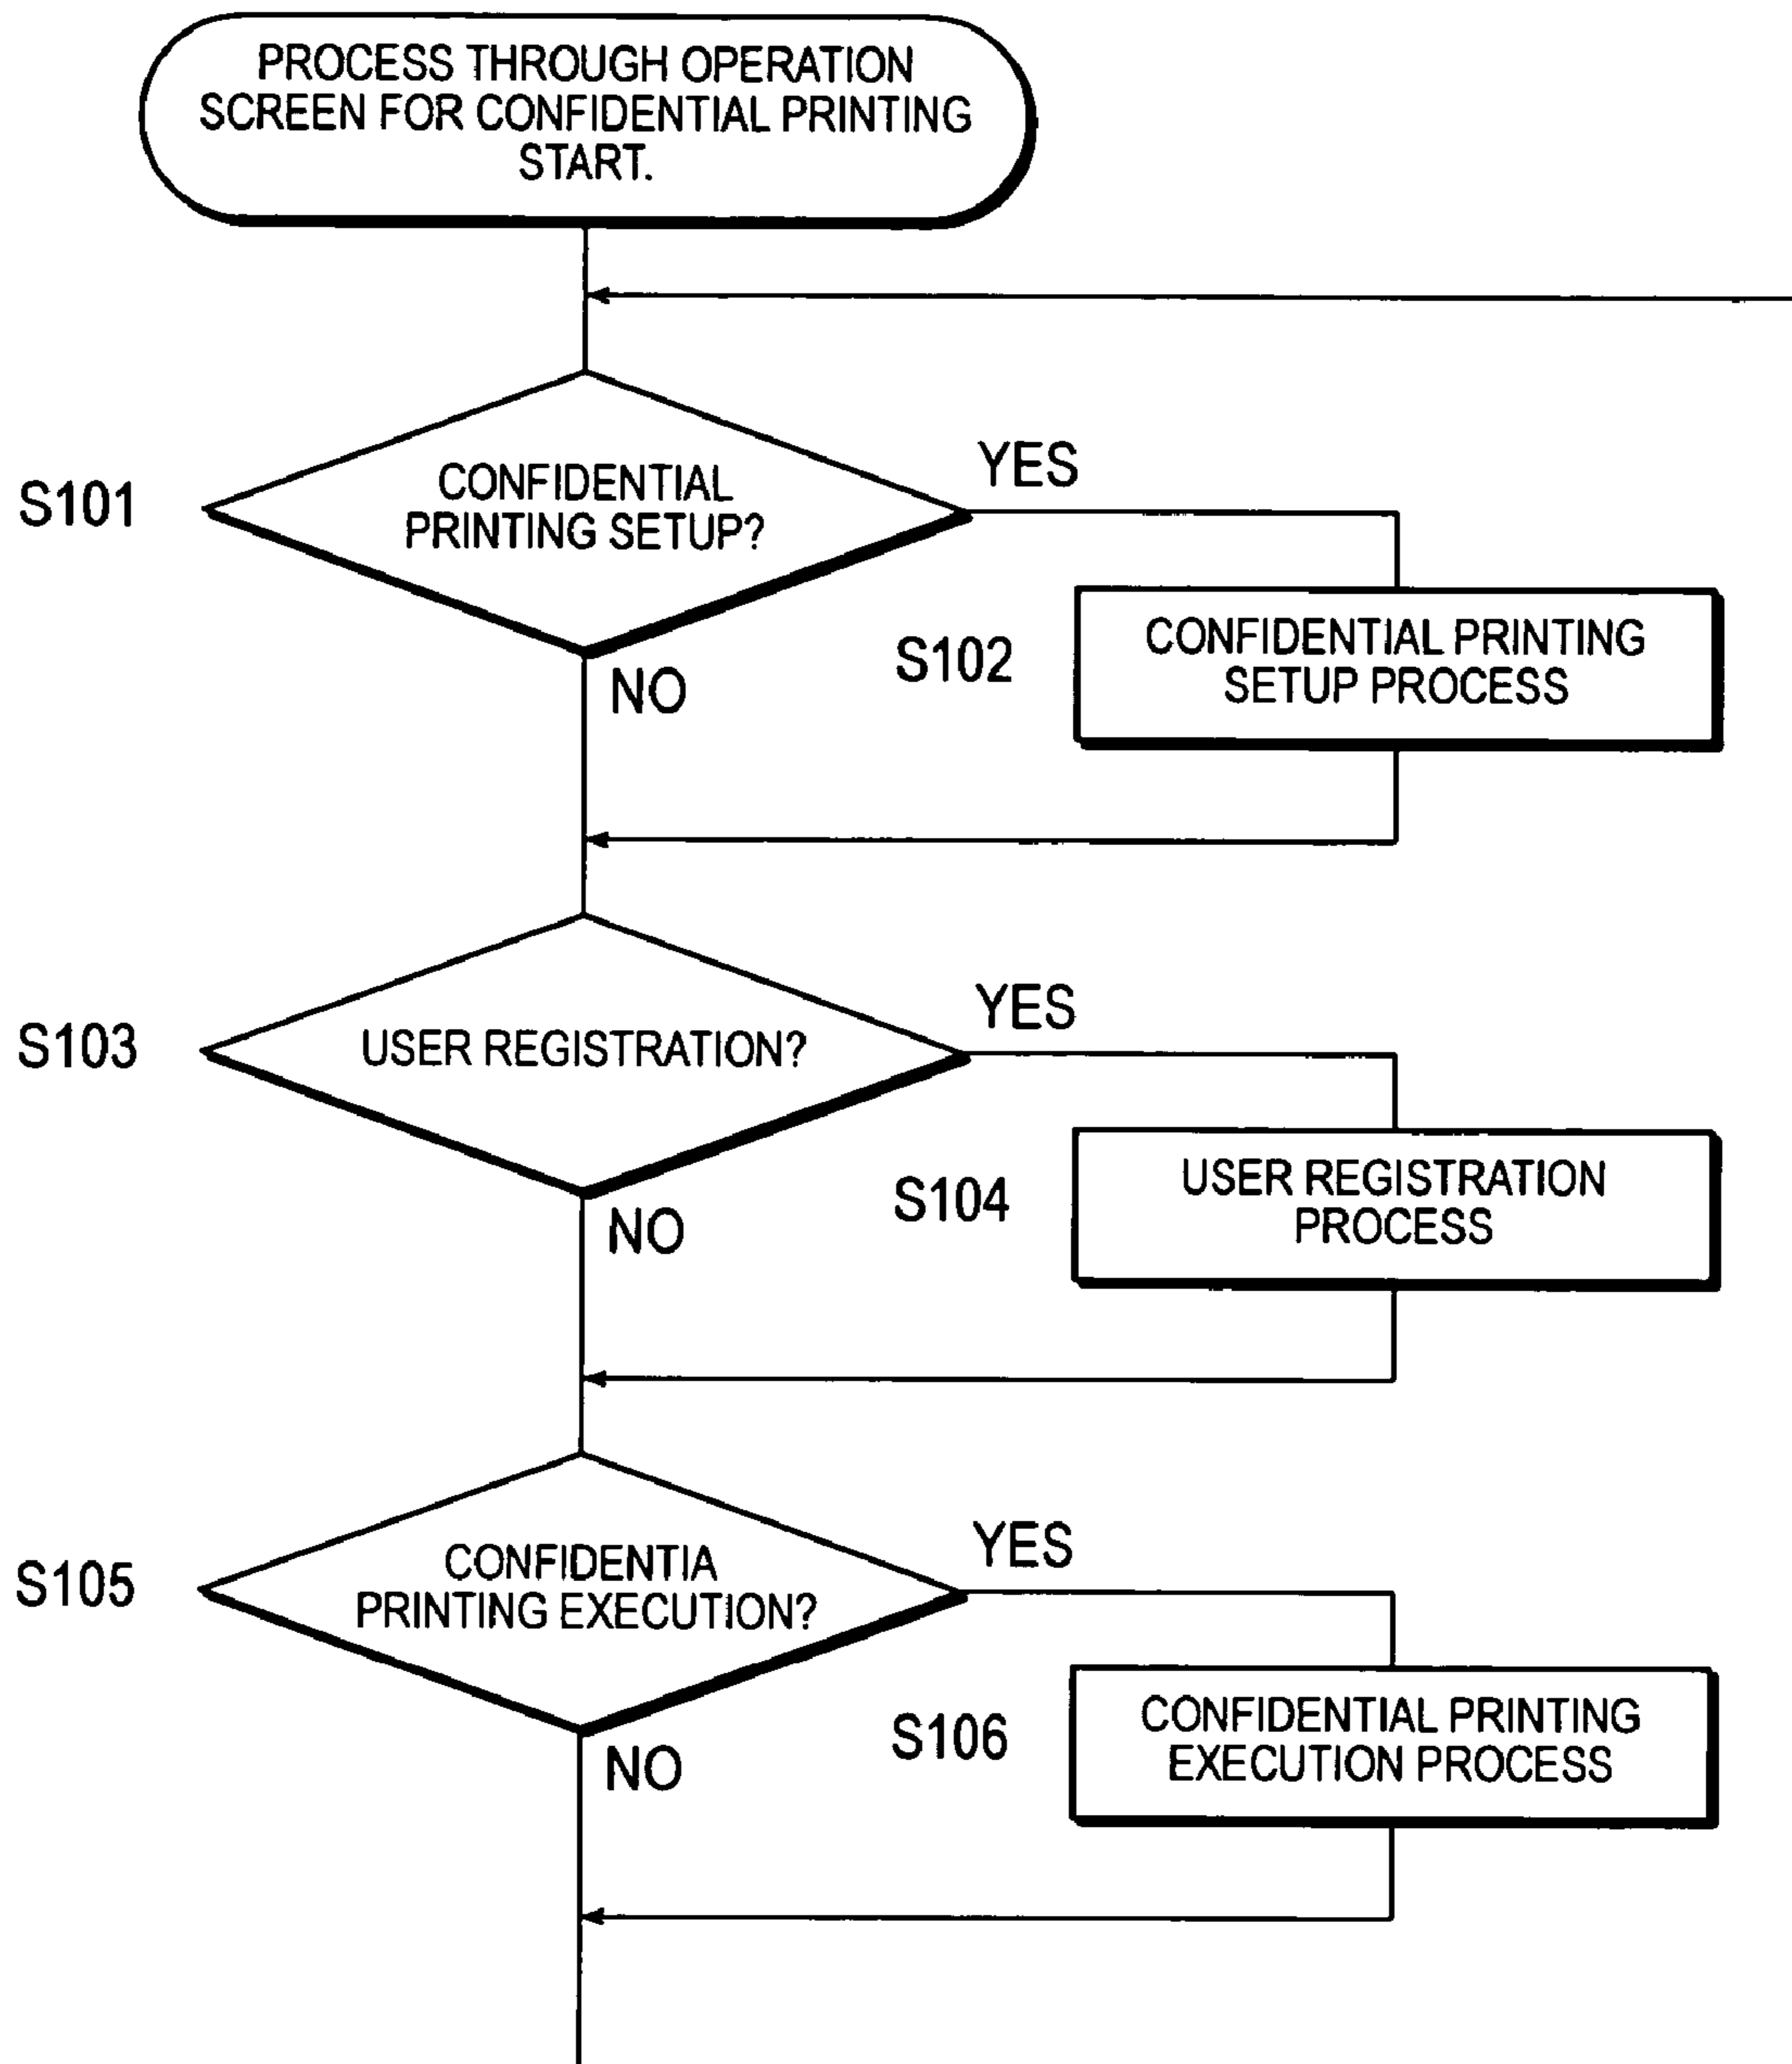 PROCESS THROUGH OPERATION
SCREEN FOR CONFIDENTIAL PRINTING
START.
S101
CONFIDENTIAL
PRINTING SETUP?
YES
NO
S102
CONFIDENTIAL PRINTING
SETUP PROCESS
S103
USER REGISTRATION?
YES
NO
S104
USER REGISTRATION
PROCESS
S105
CONFIDENTIA
PRINTING EXECUTION?
YES
NO
S106
CONFIDENTIAL PRINTING
EXECUTION PROCESS